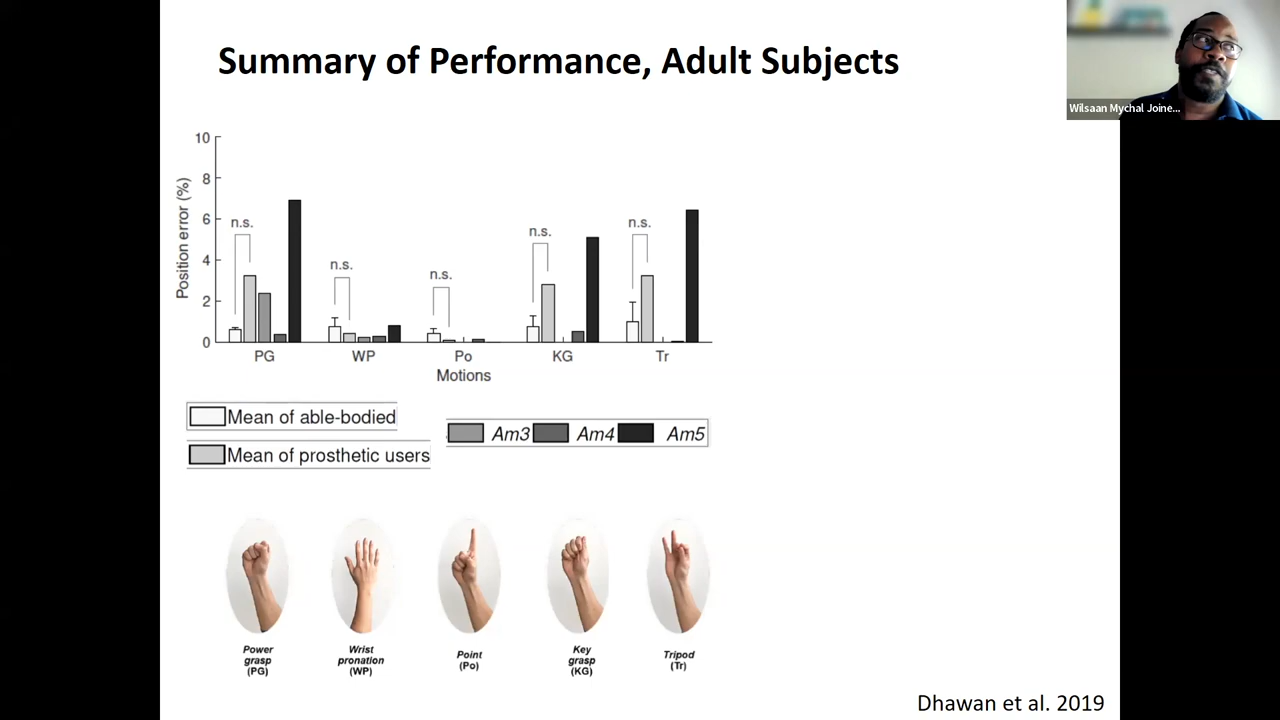 Summary of Performance, Adult Subjects
Wilsaan Mychal Joine...
10
8
6
4
2
0
Position error (%)
n.s.
n.s.
n.s.
n.s.
n.s.
PG WP Po KG Tr
Motions
Mean of able-bodied
Mean of prosthetic users
Am3 Am4 Am5
Power
grasp
(PG)
Wrist
pronation
(WP)
Point
(Po)
Key
grasp
(KG)
Tripod
(Tr)
Dhawan et al. 2019